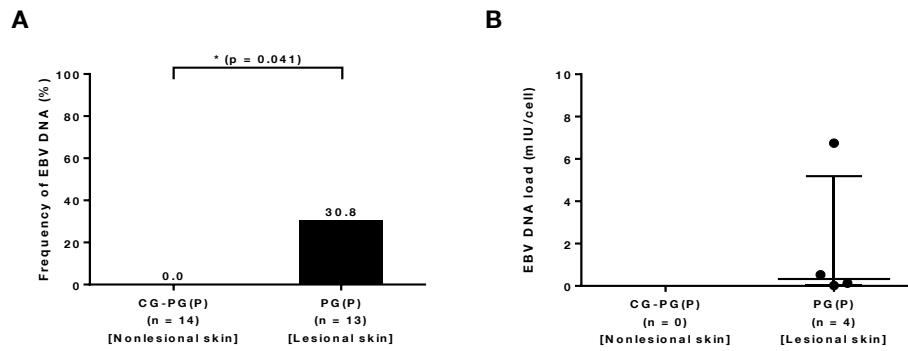 A
* (p = 0.041)
Frequency of EBV DNA (%)
100
80
60
40
20
0
0.0
30.8
CG-PG(P)
(n = 14)
[Nonlesional skin]
PG(P)
(n = 13)
[Lesional skin]
B
EBV DNA load (mIU/cell)
10
8
6
4
2
0
CG-PG(P)
(n = 0)
[Nonlesional skin]
PG(P)
(n = 4)
[Lesional skin]